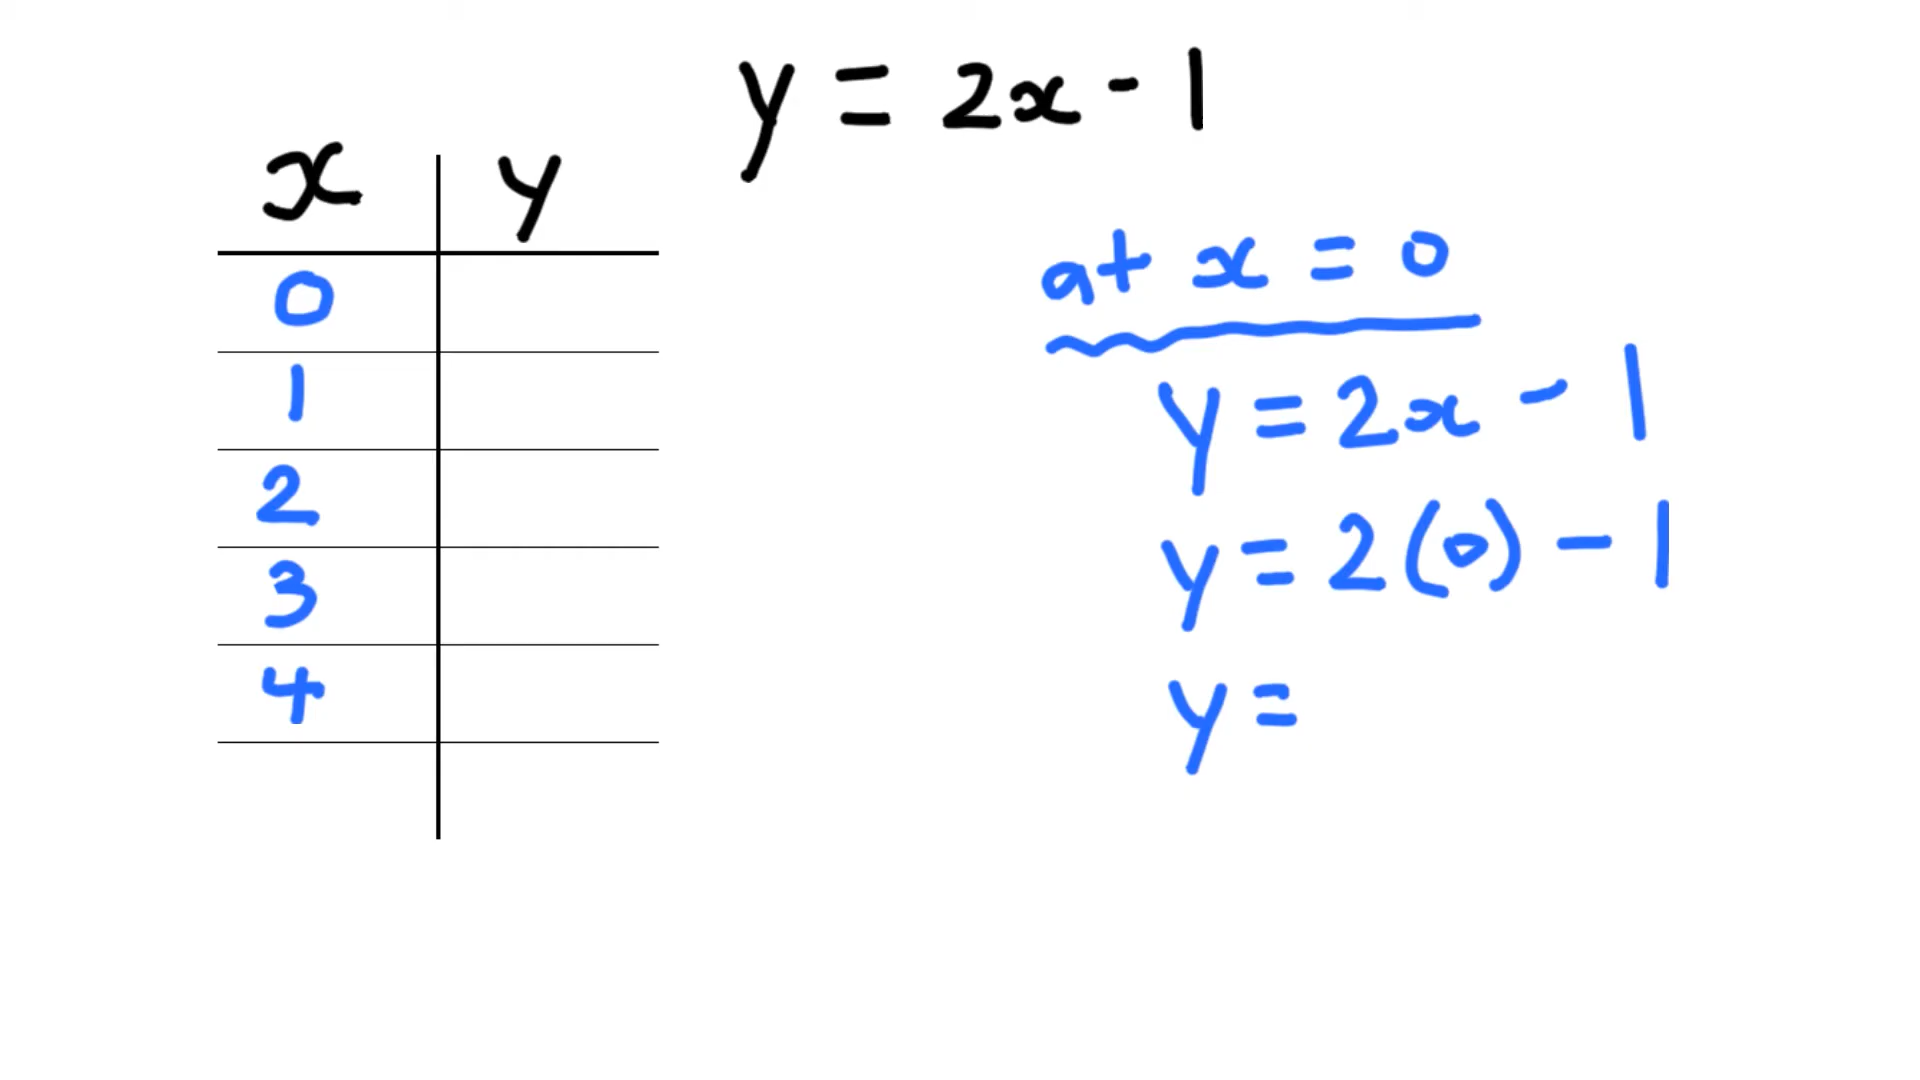 y = 2x - 1
x y
0
1
2
3
4
at x = 0
y = 2x - 1
y = 2(0) - 1
y =